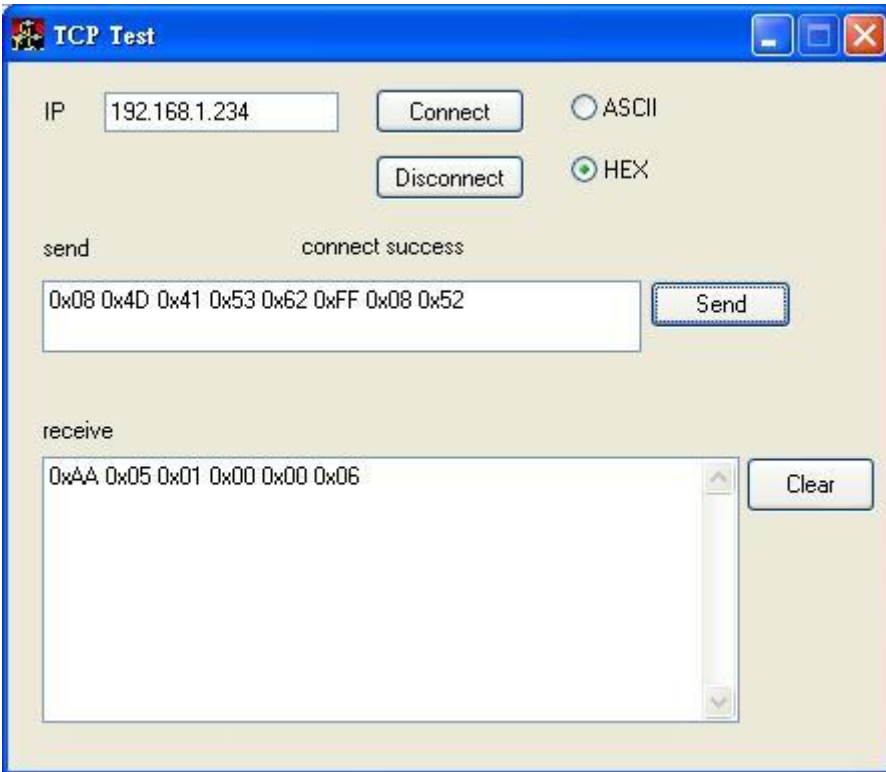 TCP Test
IP 192.168.1.234 Connect ASCII
Disconnect HEX
send connect success
0x08 0x4D 0x41 0x53 0x62 0xFF 0x08 0x52 Send
receive
0xAA 0x05 0x01 0x00 0x00 0x06 Clear